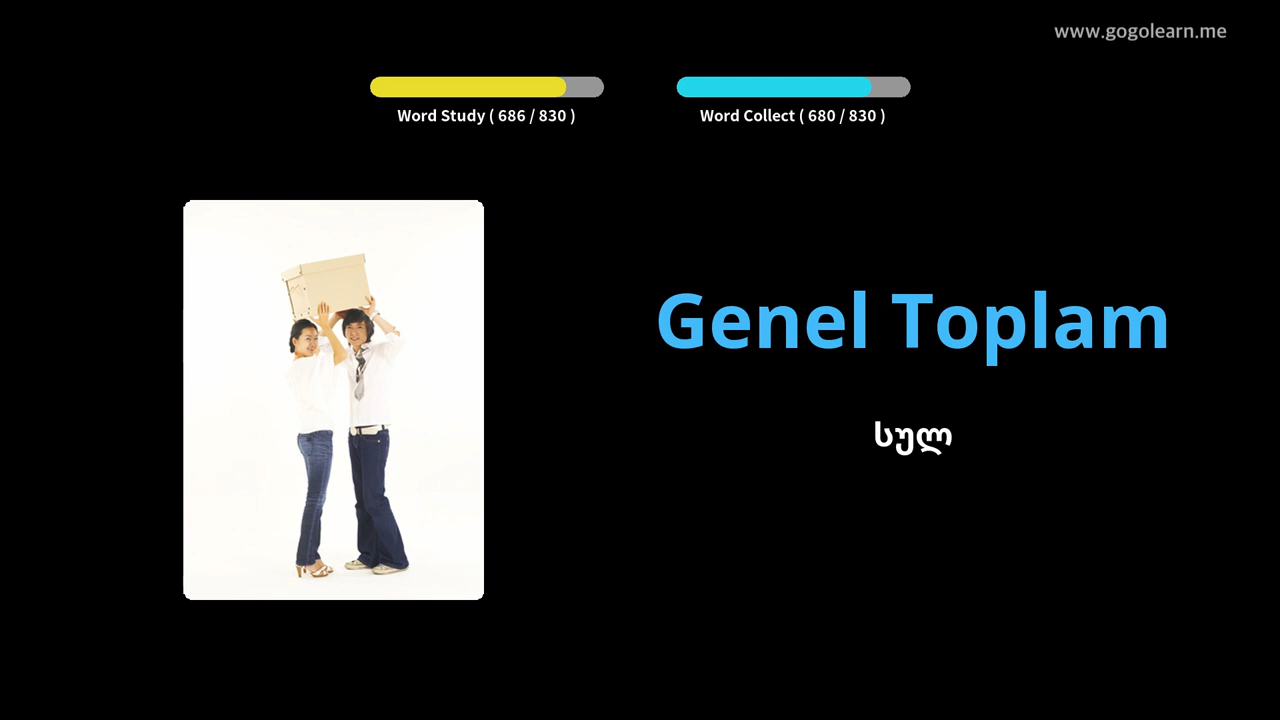 www.gogolearn.me
Word Study ( 686 / 830 )
Word Collect ( 680 / 830 )
Genel Toplam
სულ